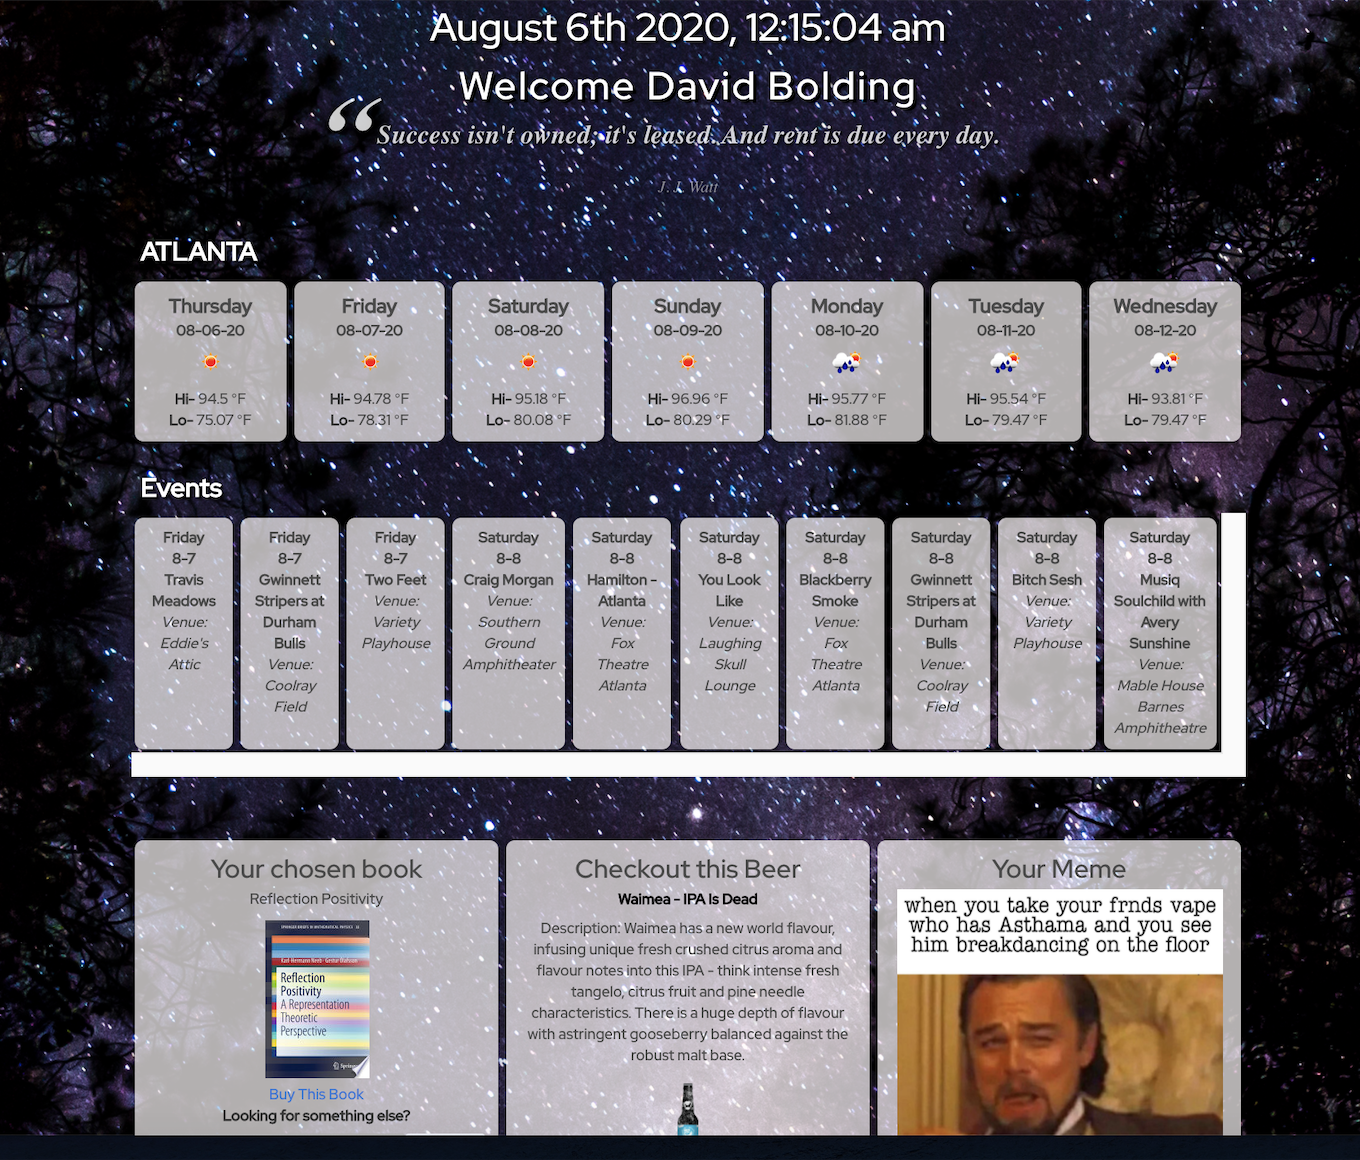 August 6th 2020, 12:15:04 am
Welcome David Bolding
“ Success isn't owned; it's leased. And rent is due every day.
J. J. Watt
ATLANTA
Thursday
08-06-20
Hi- 94.5 °F
Lo- 75.07 °F
Friday
08-07-20
Hi- 94.78 °F
Lo- 78.31 °F
Saturday
08-08-20
Hi- 95.18 °F
Lo- 80.08 °F
Sunday
08-09-20
Hi- 96.96 °F
Lo- 80.29 °F
Monday
08-10-20
Hi- 95.77 °F
Lo- 81.88 °F
Tuesday
08-11-20
Hi- 95.54 °F
Lo- 79.47 °F
Wednesday
08-12-20
Hi- 93.81 °F
Lo- 79.47 °F
Events
Friday
8-7
Travis
Meadows
Venue:
Eddie's
Attic
Friday
8-7
Gwinnett
Stripers at
Durham
Bulls
Venue:
Coolray
Field
Friday
8-7
Two Feet
Venue:
Variety
Playhouse
Saturday
8-8
Craig Morgan
Venue:
Southern
Ground
Amphitheater
Saturday
8-8
Hamilton -
Atlanta
Venue:
Fox
Theatre
Atlanta
Saturday
8-8
You Look
Like
Venue:
Laughing
Skull
Lounge
Saturday
8-8
Blackberry
Smoke
Venue:
Fox
Theatre
Atlanta
Saturday
8-8
Gwinnett
Stripers at
Durham
Bulls
Venue:
Coolray
Field
Saturday
8-8
Bitch Sesh
Venue:
Variety
Playhouse
Saturday
8-8
Musiq
Soulchild with
Avery
Sunshine
Venue:
Mable House
Barnes
Amphitheatre
Your chosen book
Reflection Positivity
SPRINGER BRIEFS IN MATHEMATICAL PHYSICS
Karl-Hermann Neeb · Gestur Ólafsson
Reflection
Positivity
A Representation
Theoretic
Perspective
Springer
Buy This Book
Looking for something else?
Checkout this Beer
Waimea - IPA Is Dead
Description: Waimea has a new world flavour,
infusing unique fresh crushed citrus aroma and
flavour notes into this IPA - think intense fresh
tangelo, citrus fruit and pine needle
characteristics. There is a huge depth of flavour
with astringent gooseberry balanced against the
robust malt base.
Your Meme
when you take your frnds vape
who has Asthama and you see
him breakdancing on the floor